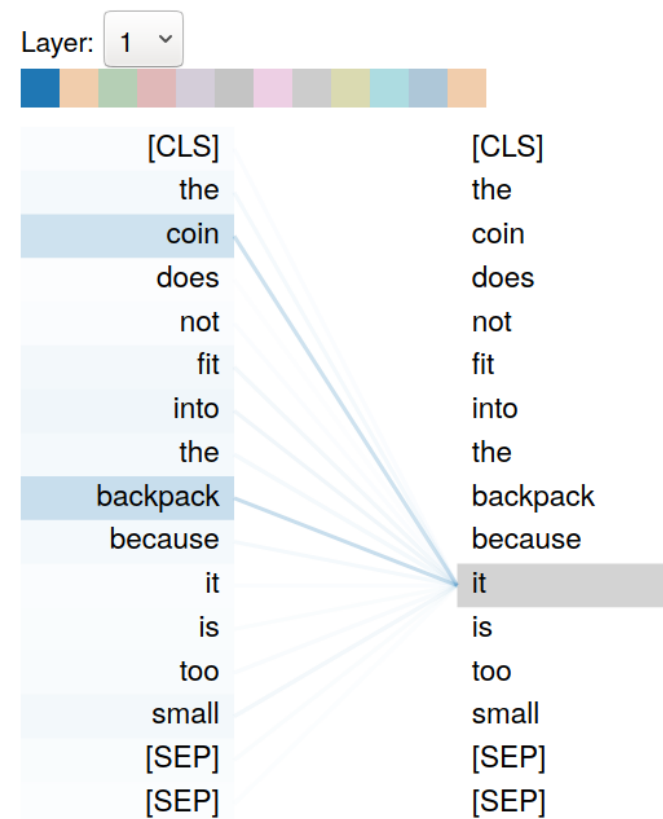 Layer: 1
[CLS] [CLS]
the the
coin coin
does does
not not
fit fit
into into
the the
backpack backpack
because because
it it
is is
too too
small small
[SEP] [SEP]
[SEP] [SEP]